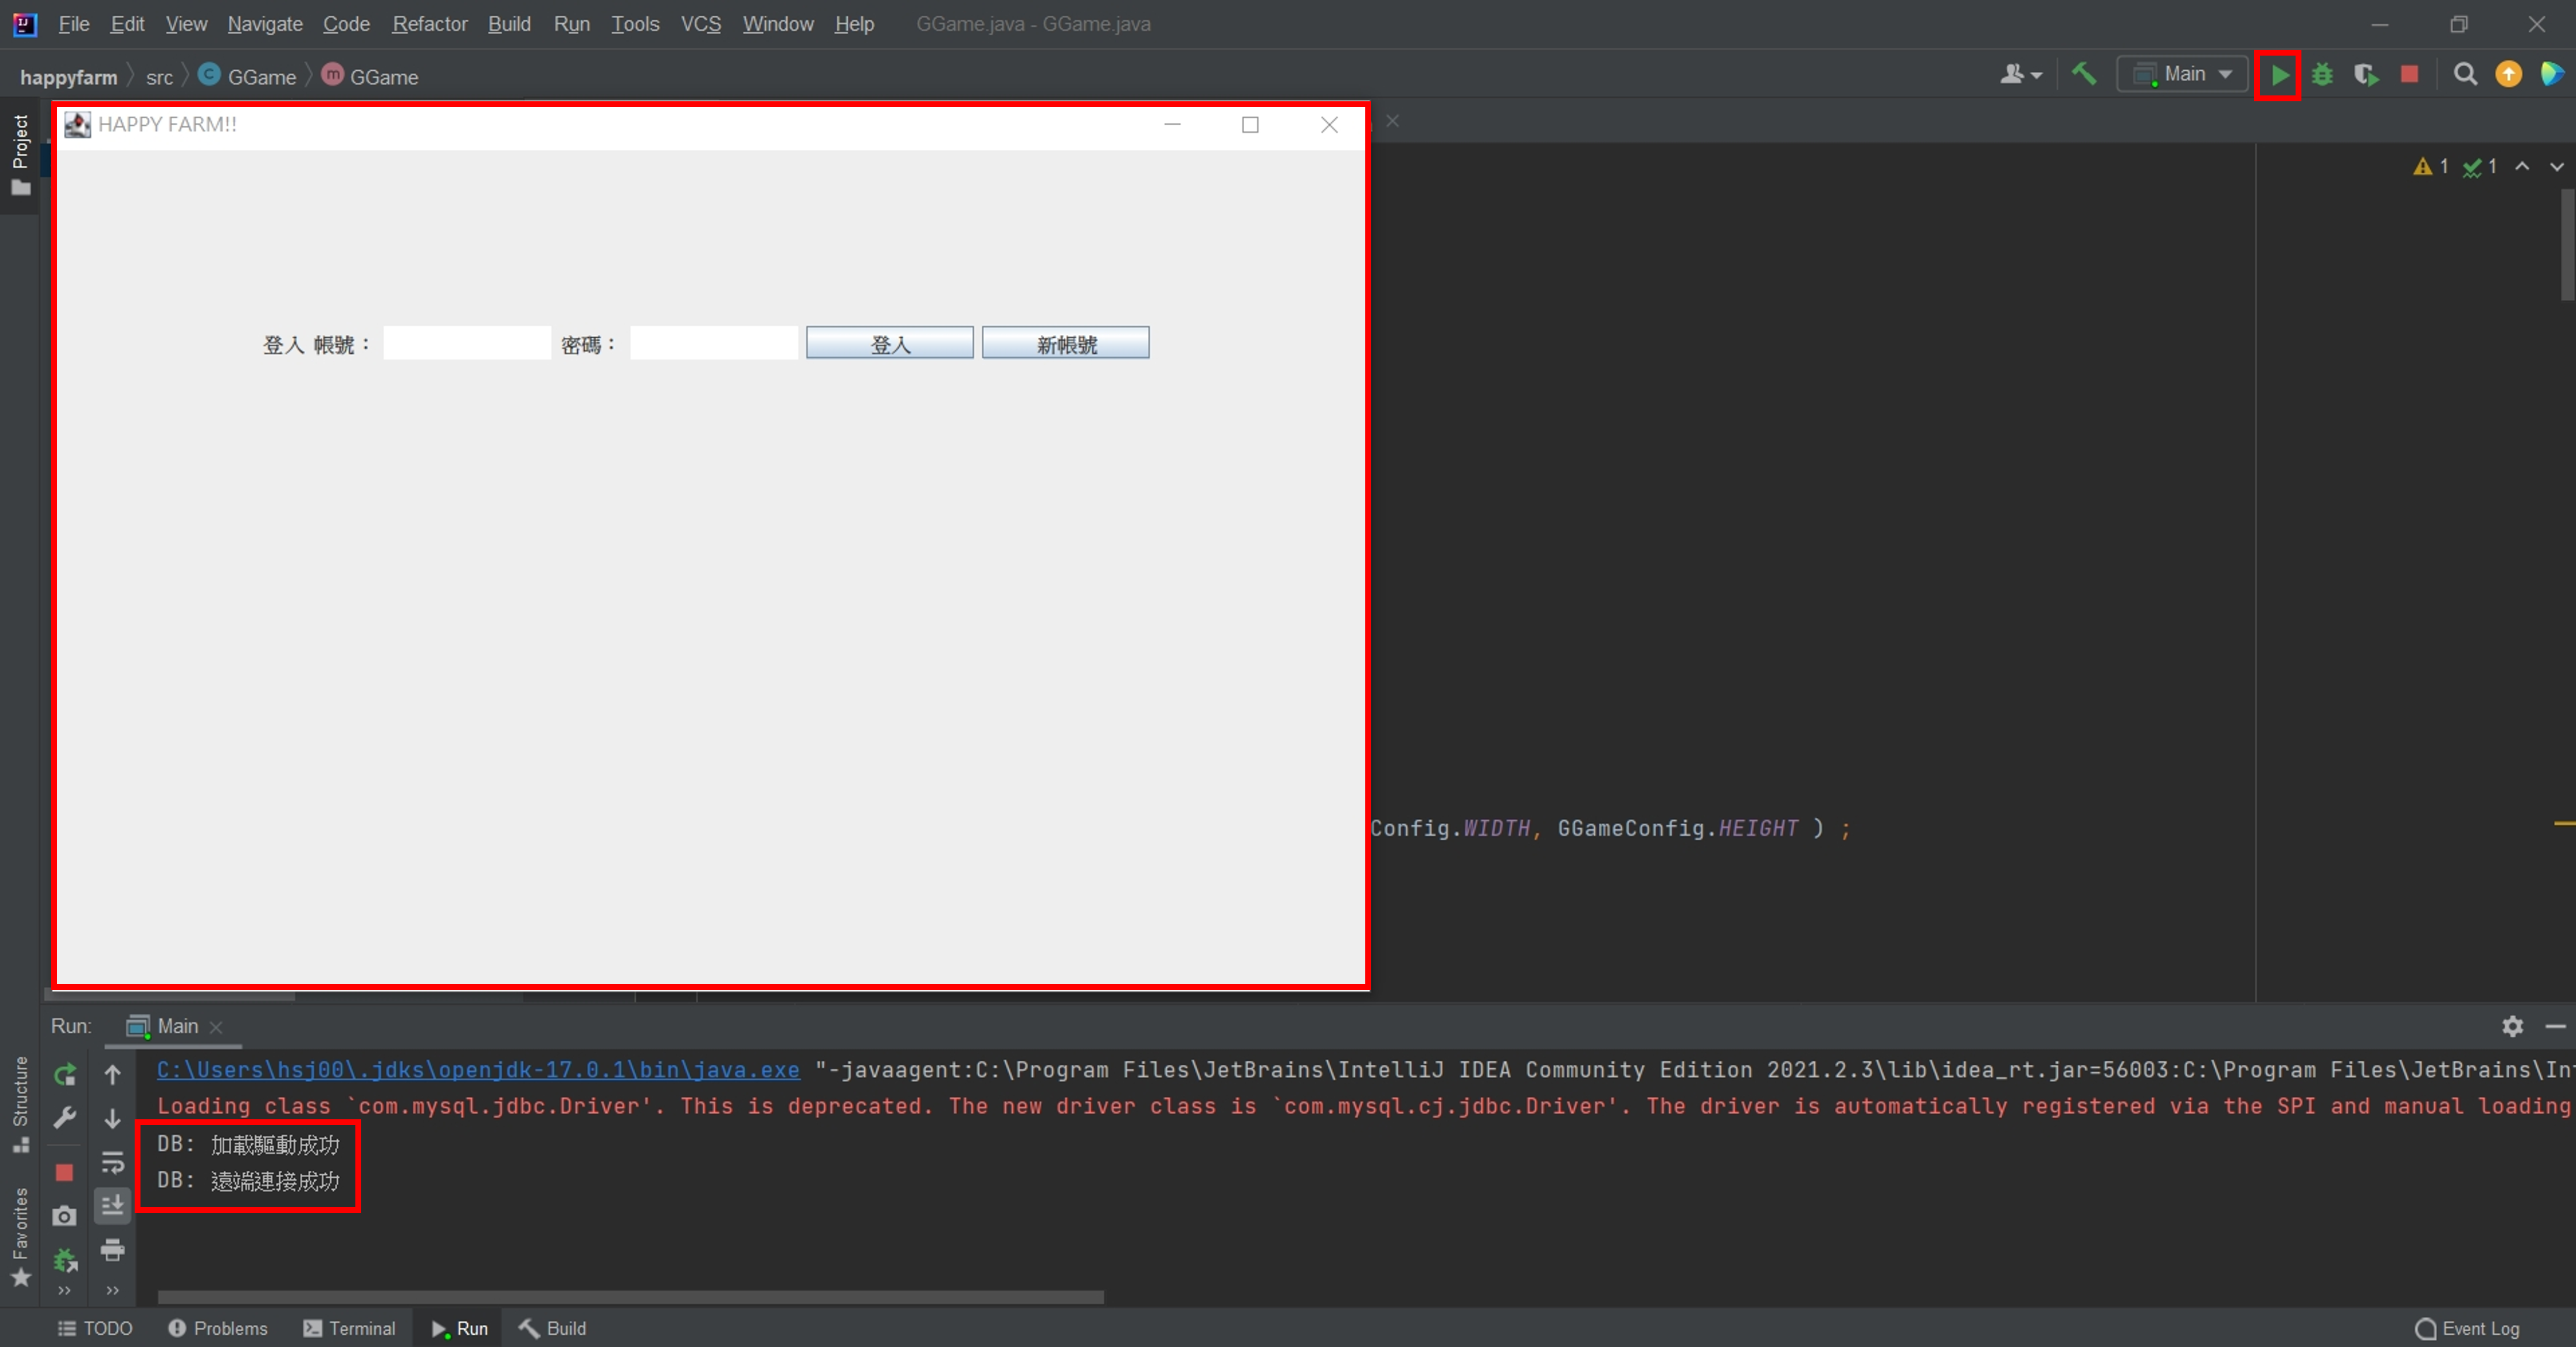 File Edit View Navigate Code Refactor Build Run Tools VCS Window Help GGame.java - GGame.java
happyfarm src GGame GGame Main
Project
HAPPY FARM!!
1 1
登入 帳號： 密碼： 登入 新帳號
Config.WIDTH, GGameConfig.HEIGHT ) ;
Run: Main
C:\Users\hsj00\.jdks\openjdk-17.0.1\bin\java.exe "-javaagent:C:\Program Files\JetBrains\IntelliJ IDEA Community Edition 2021.2.3\lib\idea_rt.jar=56003:C:\Program Files\JetBrains\Int
Loading class `com.mysql.jdbc.Driver'. This is deprecated. The new driver class is `com.mysql.cj.jdbc.Driver'. The driver is automatically registered via the SPI and manual loading
DB: 加載驅動成功
DB: 遠端連接成功
Structure
Favorites
TODO Problems Terminal Run Build Event Log